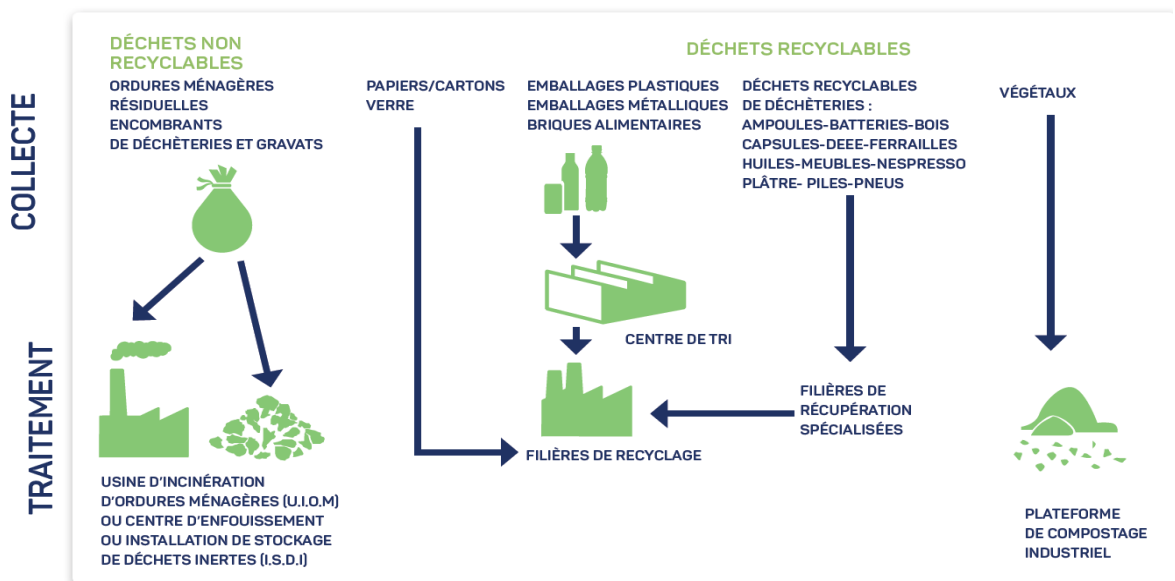 COLLECTE
TRAITEMENT
DÉCHETS NON
RECYCLABLES
ORDURES MÉNAGÈRES
RÉSIDUELLES
ENCOMBRANTS
DE DÉCHÈTERIES ET GRAVATS
USINE D'INCINÉRATION
D'ORDURES MÉNAGÈRES (U.I.O.M)
OU CENTRE D'ENFOUISSEMENT
OU INSTALLATION DE STOCKAGE
DE DÉCHETS INERTES (I.S.D.I)
DÉCHETS RECYCLABLES
PAPIERS/CARTONS
VERRE
EMBALLAGES PLASTIQUES
EMBALLAGES MÉTALLIQUES
BRIQUES ALIMENTAIRES
CENTRE DE TRI
FILIÈRES DE RECYCLAGE
DÉCHETS RECYCLABLES
DE DÉCHÈTERIES :
AMPOULES-BATTERIES-BOIS
CAPSULES-DEEE-FERRAILLES
HUILES-MEUBLES-NESPRESSO
PLÂTRE- PILES-PNEUS
FILIÈRES DE
RÉCUPÉRATION
SPÉCIALISÉES
VÉGÉTAUX
PLATEFORME
DE COMPOSTAGE
INDUSTRIEL